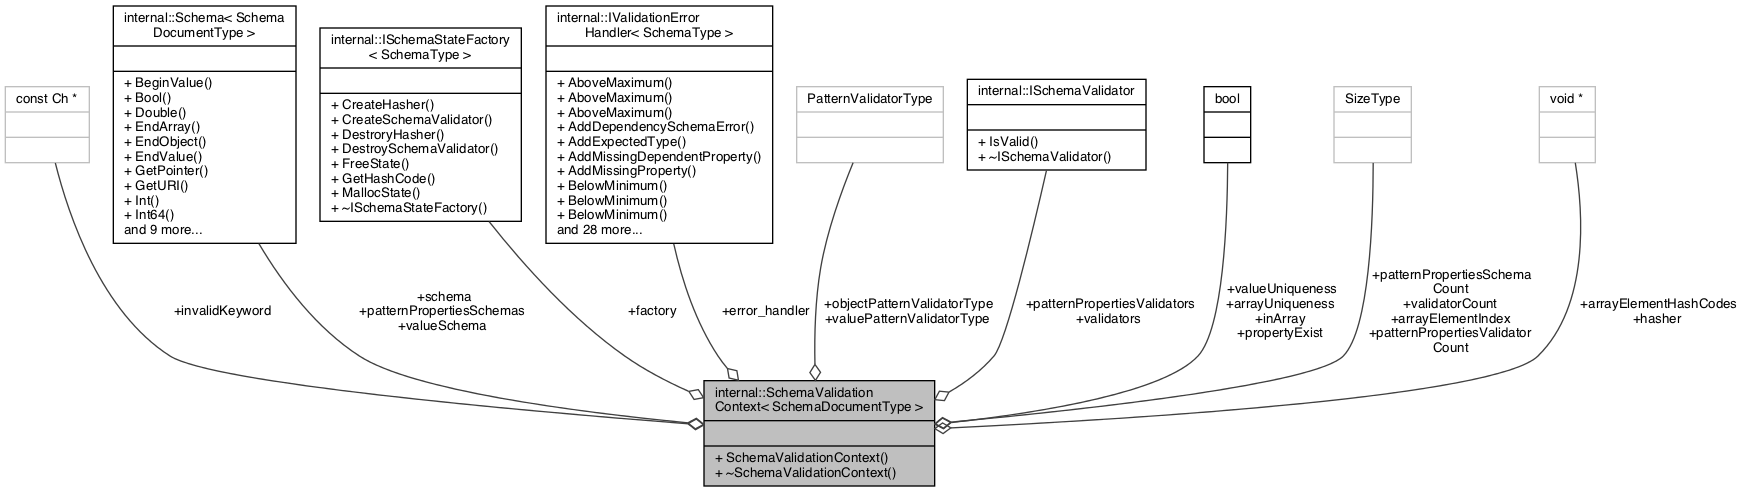 const Ch *
internal::Schema< Schema
DocumentType >
+ BeginValue()
+ Bool()
+ Double()
+ EndArray()
+ EndObject()
+ EndValue()
+ GetPointer()
+ GetURI()
+ Int()
+ Int64()
and 9 more...
internal::ISchemaStateFactory
< SchemaType >
+ CreateHasher()
+ CreateSchemaValidator()
+ DestroryHasher()
+ DestroySchemaValidator()
+ FreeState()
+ GetHashCode()
+ MallocState()
+ ~ISchemaStateFactory()
internal::IValidationError
Handler< SchemaType >
+ AboveMaximum()
+ AboveMaximum()
+ AboveMaximum()
+ AddDependencySchemaError()
+ AddExpectedType()
+ AddMissingDependentProperty()
+ AddMissingProperty()
+ BelowMinimum()
+ BelowMinimum()
+ BelowMinimum()
and 28 more...
PatternValidatorType
internal::ISchemaValidator
+ IsValid()
+ ~ISchemaValidator()
bool
SizeType
void *
+invalidKeyword
+schema
+patternPropertiesSchemas
+valueSchema
+factory
+error_handler
+objectPatternValidatorType
+valuePatternValidatorType
+patternPropertiesValidators
+validators
+valueUniqueness
+arrayUniqueness
+inArray
+propertyExist
+patternPropertiesSchema
Count
+validatorCount
+arrayElementIndex
+patternPropertiesValidator
Count
+arrayElementHashCodes
+hasher
internal::SchemaValidation
Context< SchemaDocumentType >
+ SchemaValidationContext()
+ ~SchemaValidationContext()